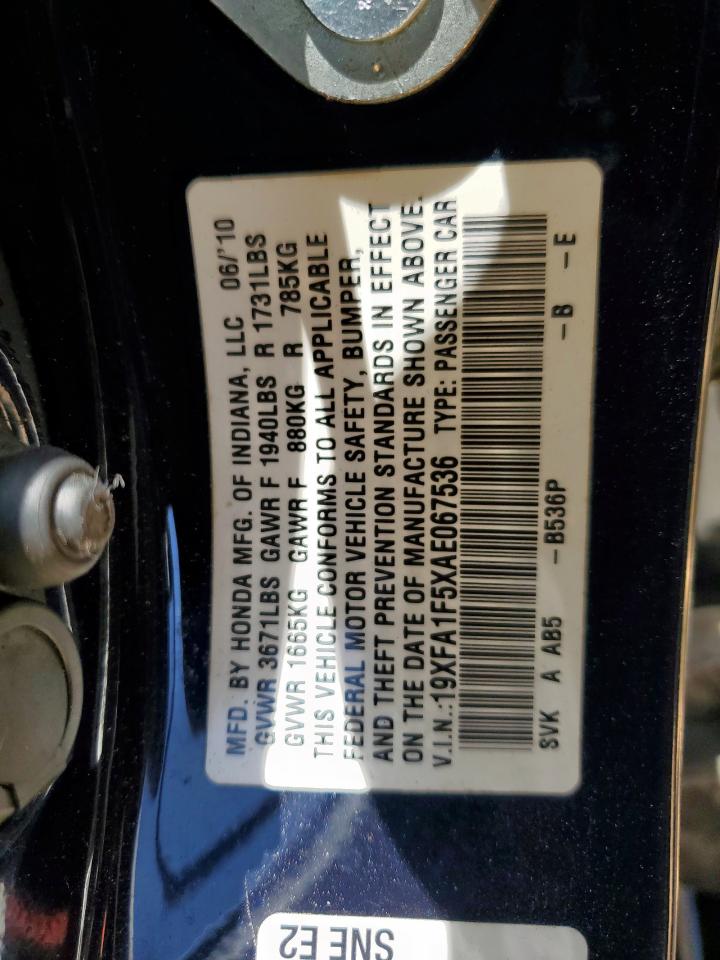 MFD. BY HONDA MFG. OF INDIANA, LLC 06/'10
GVWR 3671LBS GAWR F 1940LBS R 1731LBS
GVWR 1665KG GAWR F 880KG R 785KG
THIS VEHICLE CONFORMS TO ALL APPLICABLE
FEDERAL MOTOR VEHICLE SAFETY, BUMPER,
AND THEFT PREVENTION STANDARDS IN EFFECT
ON THE DATE OF MANUFACTURE SHOWN ABOVE.
V.I.N.:19XFA1F5XAE067536 TYPE: PASSENGER CAR
SVK A AB5 –B536P –B –E
SNE E2